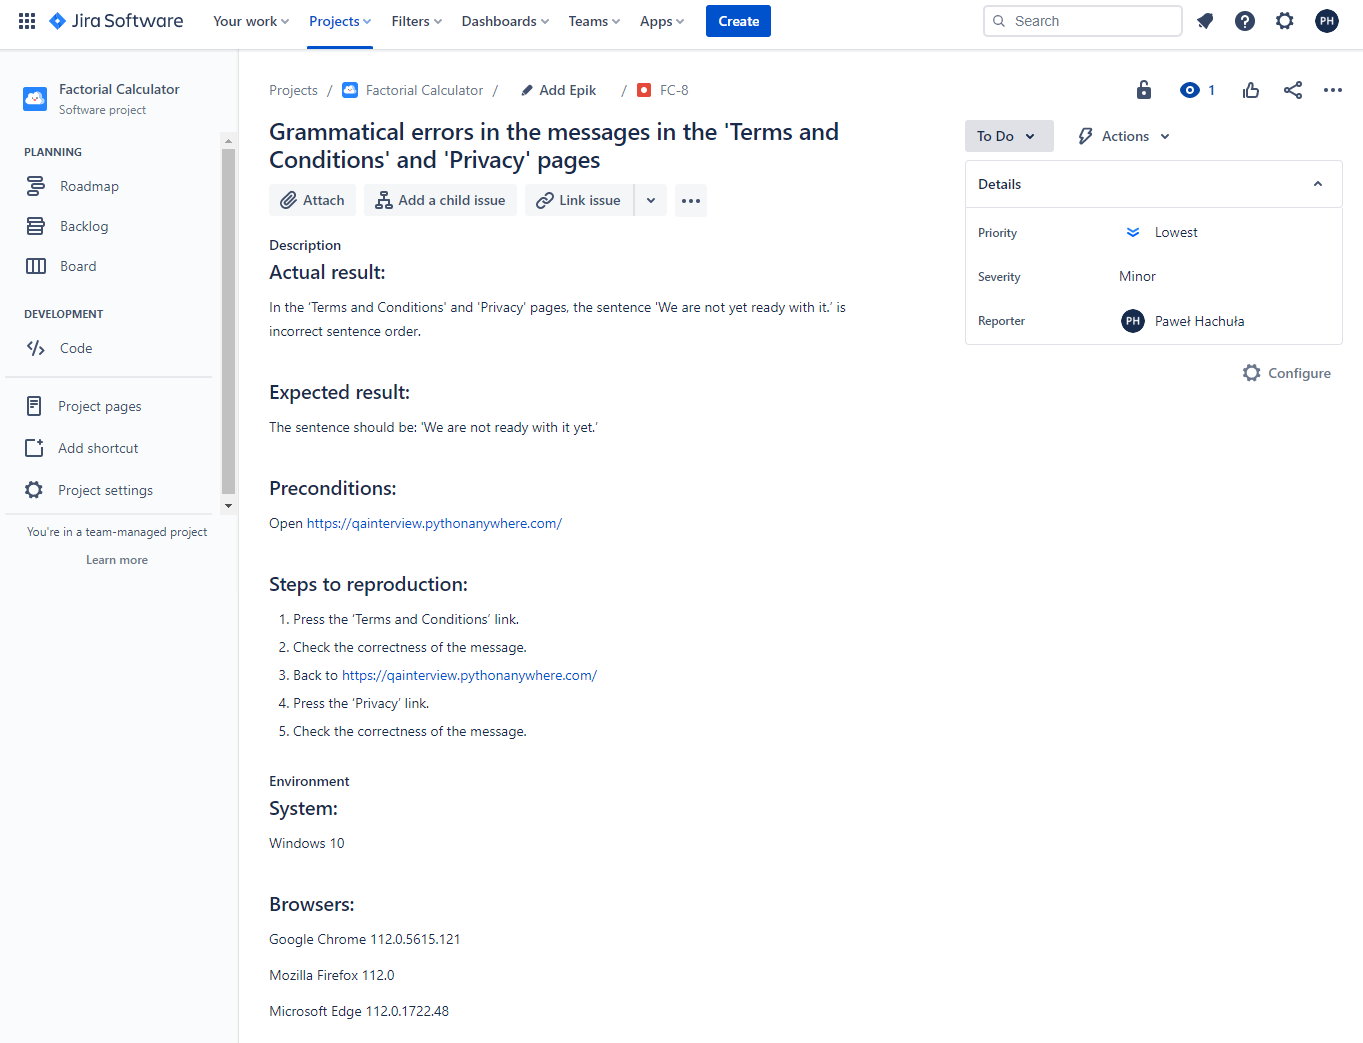 Jira Software
Your work
Projects
Filters
Dashboards
Teams
Apps
Create
Search
PH
Factorial Calculator
Software project
PLANNING
Roadmap
Backlog
Board
DEVELOPMENT
Code
Project pages
Add shortcut
Project settings
You're in a team-managed project
Learn more
Projects / Factorial Calculator / Add Epik / FC-8
1
Grammatical errors in the messages in the 'Terms and
Conditions' and 'Privacy' pages
Attach
Add a child issue
Link issue
Description
Actual result:
In the 'Terms and Conditions' and 'Privacy' pages, the sentence 'We are not yet ready with it.' is
incorrect sentence order.
Expected result:
The sentence should be: 'We are not ready with it yet.'
Preconditions:
Open https://qainterview.pythonanywhere.com/
Steps to reproduction:
1. Press the 'Terms and Conditions' link.
2. Check the correctness of the message.
3. Back to https://qainterview.pythonanywhere.com/
4. Press the 'Privacy' link.
5. Check the correctness of the message.
Environment
System:
Windows 10
Browsers:
Google Chrome 112.0.5615.121
Mozilla Firefox 112.0
Microsoft Edge 112.0.1722.48
To Do
Actions
Details
Priority
Lowest
Severity
Minor
Reporter
PH
Paweł Hachuła
Configure